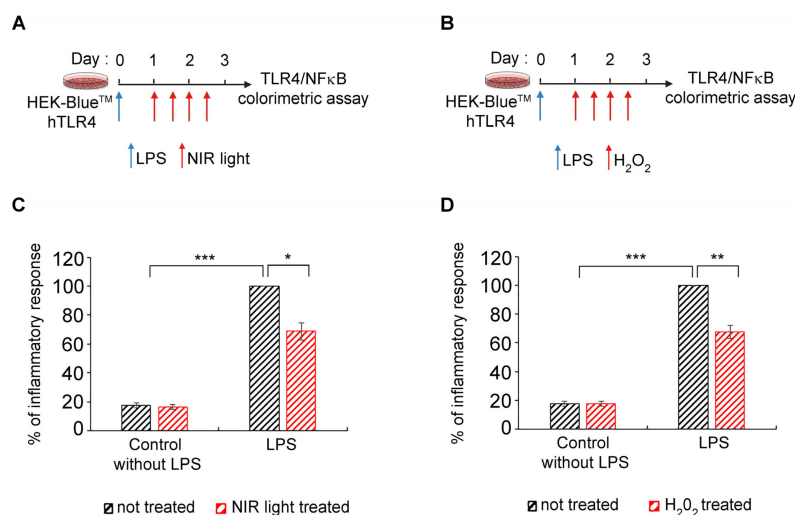 A
Day : 0 1 2 3
HEK-Blue™
hTLR4
TLR4/NFκB
colorimetric assay
LPS
NIR light
B
Day : 0 1 2 3
HEK-Blue™
hTLR4
TLR4/NFκB
colorimetric assay
LPS
H₂O₂
C
% of inflammatory response
120
100
80
60
40
20
0
***
*
Control
without LPS
LPS
not treated
NIR light treated
D
% of inflammatory response
120
100
80
60
40
20
0
***
**
Control
without LPS
LPS
not treated
H₂0₂ treated